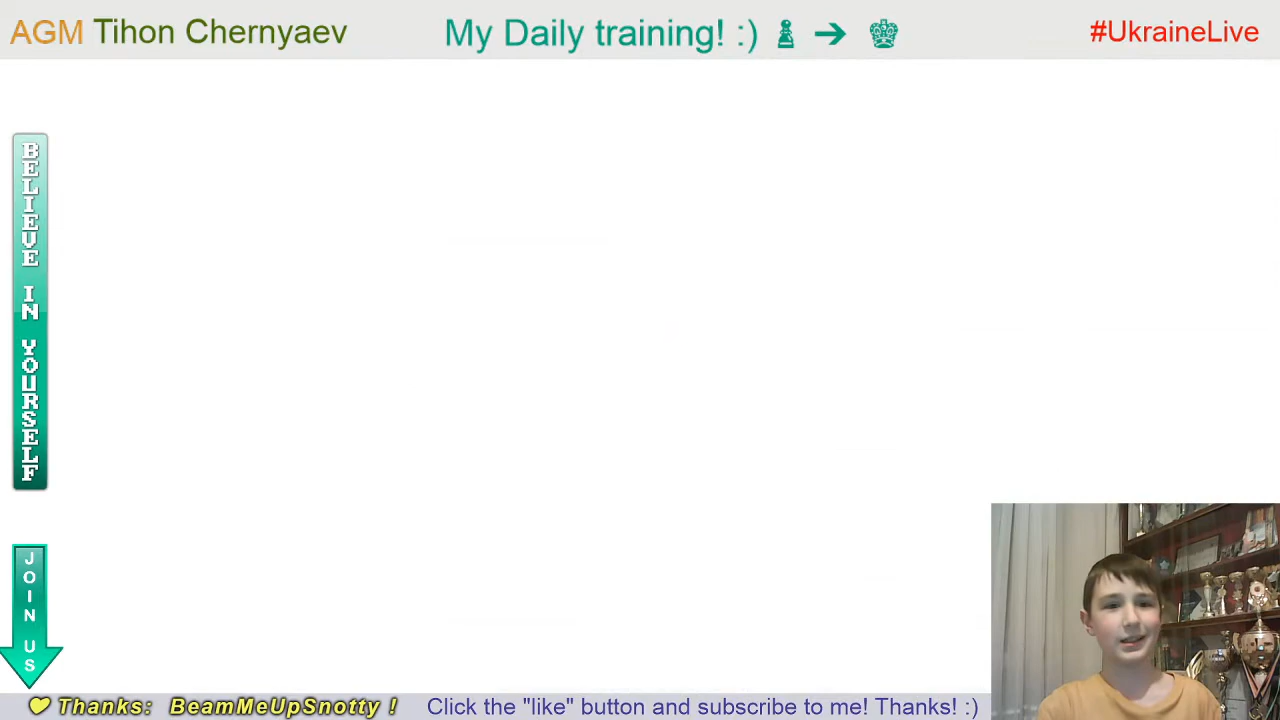 AGM Tihon Chernyaev
My Daily training! :)
#UkraineLive
BELIEVE IN YOURSELF
JOIN US
Thanks: BeamMeUpSnotty !
Click the "like" button and subscribe to me! Thanks! :)